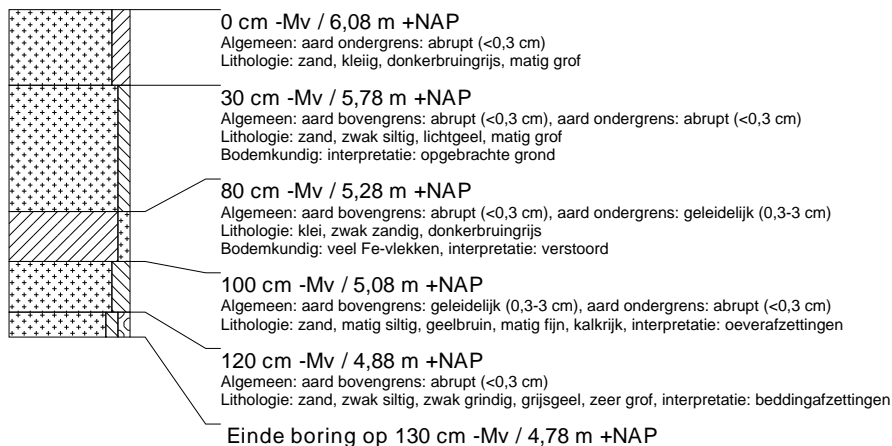 0 cm -Mv / 6,08 m +NAP
Algemeen: aard ondergrens: abrupt (<0,3 cm)
Lithologie: zand, kleiig, donkerbruingrijs, matig grof
30 cm -Mv / 5,78 m +NAP
Algemeen: aard bovengrens: abrupt (<0,3 cm), aard ondergrens: abrupt (<0,3 cm)
Lithologie: zand, zwak siltig, lichtgeel, matig grof
Bodemkundig: interpretatie: opgebrachte grond
80 cm -Mv / 5,28 m +NAP
Algemeen: aard bovengrens: abrupt (<0,3 cm), aard ondergrens: geleidelijk (0,3-3 cm)
Lithologie: klei, zwak zandig, donkerbruingrijs
Bodemkundig: veel Fe-vlekken, interpretatie: verstoord
100 cm -Mv / 5,08 m +NAP
Algemeen: aard bovengrens: geleidelijk (0,3-3 cm), aard ondergrens: abrupt (<0,3 cm)
Lithologie: zand, matig siltig, geelbruin, matig fijn, kalkrijk, interpretatie: oeverafzettingen
120 cm -Mv / 4,88 m +NAP
Algemeen: aard bovengrens: abrupt (<0,3 cm)
Lithologie: zand, zwak siltig, zwak grindig, grijsgeel, zeer grof, interpretatie: beddingafzettingen
Einde boring op 130 cm -Mv / 4,78 m +NAP